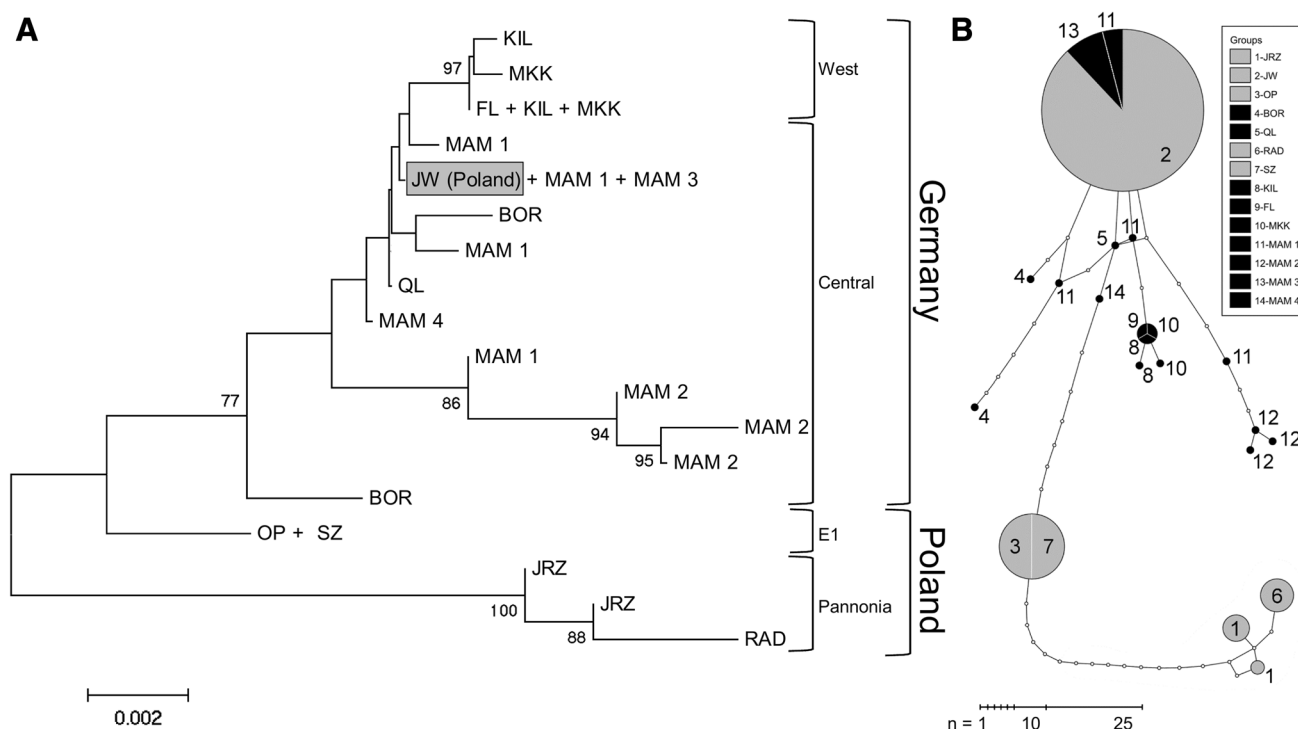 A
KIL
97
MKK
FL + KIL + MKK
West
MAM 1
JW (Poland) + MAM 1 + MAM 3
BOR
MAM 1
QL
MAM 4
Central
Germany
MAM 1
86
MAM 2
94
MAM 2
95
MAM 2
77
BOR
OP + SZ
E1
Poland
JRZ
100
JRZ
88
RAD
Pannonia
0.002
B
13
11
2
5
11
4
11
14
9
10
8
8
10
11
4
12
12
12
3
7
6
1
1
n = 1 10 25
Groups
1-JRZ
2-JW
3-OP
4-BOR
5-QL
6-RAD
7-SZ
8-KIL
9-FL
10-MKK
11-MAM 1
12-MAM 2
13-MAM 3
14-MAM 4